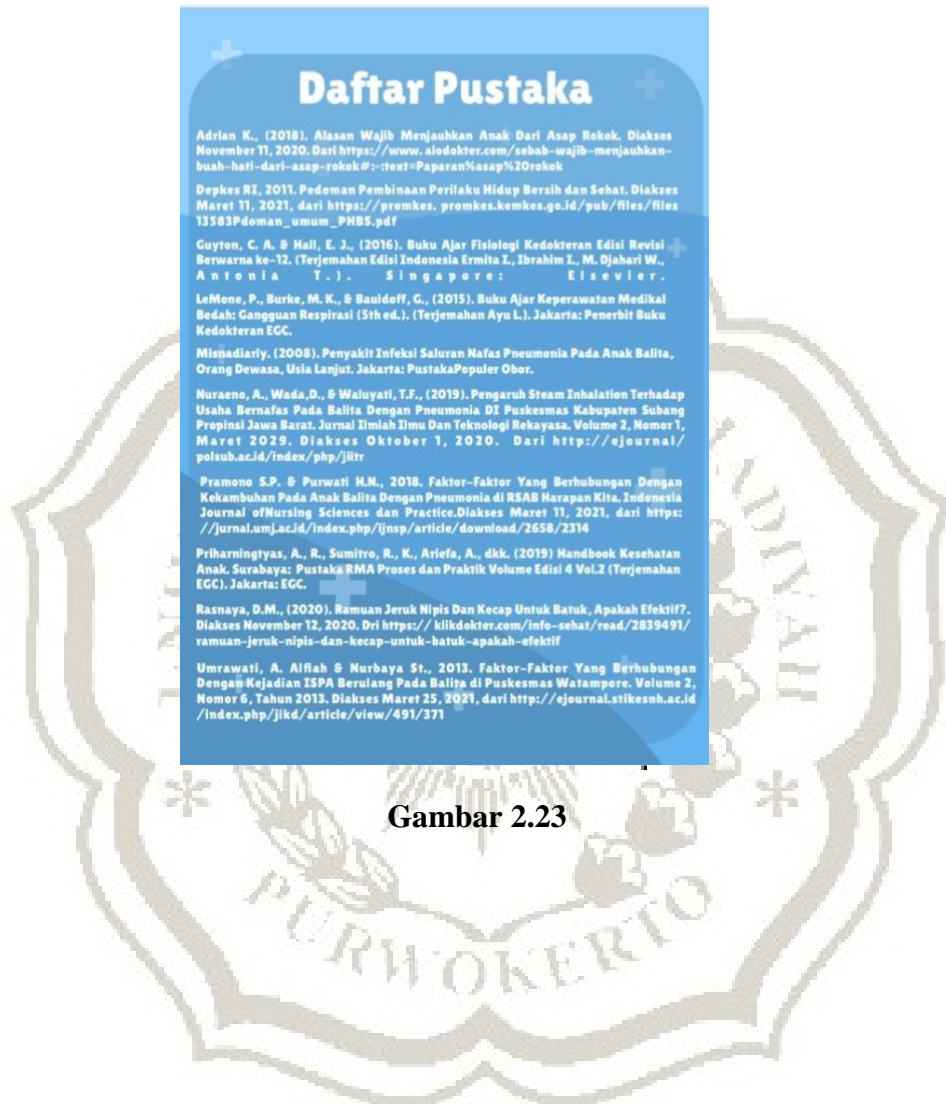 Daftar Pustaka
Adrian K., (2018). Alasan Wajib Menjauhkan Anak Dari Asap Rokok. Diakses
November 11, 2020. Dari https://www. alodokter.com/sebab-wajib-menjauhkan-
buah-hati-dari-asap-rokok#:-:text=Paparan%asap%20rokok
Depkes RI, 2011. Pedoman Pembinaan Perilaku Hidup Bersih dan Sehat. Diakses
Maret 11, 2021, dari https://promkes. promkes.kemkes.go.id/pub/files/files
13583Pdoman_umum_PHBS.pdf
Guyton, C. A. & Hall, E. J., (2016). Buku Ajar Fisiologi Kedokteran Edisi Revisi
Berwarna ke-12. (Terjemahan Edisi Indonesia Ermita I., Ibrahim I., M. Djahari W.,
Antonia T.). Singapore: Elsevier.
LeMone, P., Burke, M. K., & Bauldoff, G., (2015). Buku Ajar Keperawatan Medikal
Bedah: Gangguan Respirasi (5th ed.). (Terjemahan Ayu L.). Jakarta: Penerbit Buku
Kedokteran EGC.
Misnadiarly. (2008). Penyakit Infeksi Saluran Nafas Pneumonia Pada Anak Balita,
Orang Dewasa, Usia Lanjut. Jakarta: PustakaPopuler Obor.
Nuraeno, A., Wada,D., & Waluyati, T.F., (2019). Pengaruh Steam Inhalation Terhadap
Usaha Bernafas Pada Balita Dengan Pneumonia DI Puskesmas Kabupaten Subang
Propinsi Jawa Barat. Jurnal Ilmiah Ilmu Dan Teknologi Rekayasa. Volume 2, Nomor 1,
Maret 2029. Diakses Oktober 1, 2020. Dari http://ejournal/
polsub.ac.id/index/php/jiitr
Pramono S.P. & Purwati H.N., 2018. Faktor-Faktor Yang Berhubungan Dengan
Kekambuhan Pada Anak Balita Dengan Pneumonia di RSAB Harapan Kita. Indonesia
Journal ofNursing Sciences dan Practice.Diakses Maret 11, 2021, dari https:
//jurnal.umj.ac.id/index.php/ijnsp/article/download/2658/2314
Priharningtyas, A., R., Sumitro, R., K., Ariefa, A., dkk. (2019) Handbook Kesehatan
Anak. Surabaya: Pustaka RMA Proses dan Praktik Volume Edisi 4 Vol.2 (Terjemahan
EGC). Jakarta: EGC.
Rasnaya, D.M., (2020). Ramuan Jeruk Nipis Dan Kecap Untuk Batuk, Apakah Efektif?.
Diakses November 12, 2020. Dri https:// klikdokter.com/info-sehat/read/2839491/
ramuan-jeruk-nipis-dan-kecap-untuk-batuk-apakah-efektif
Umrawati, A. Alfiah & Nurbaya St., 2013. Faktor-Faktor Yang Berhubungan
Dengan Kejadian ISPA Berulang Pada Balita di Puskesmas Watampore. Volume 2,
Nomor 6, Tahun 2013. Diakses Maret 25, 2021, dari http://ejournal.stikesnh.ac.id
/index.php/jikd/article/view/491/371
Gambar 2.23
PURWOKERTO